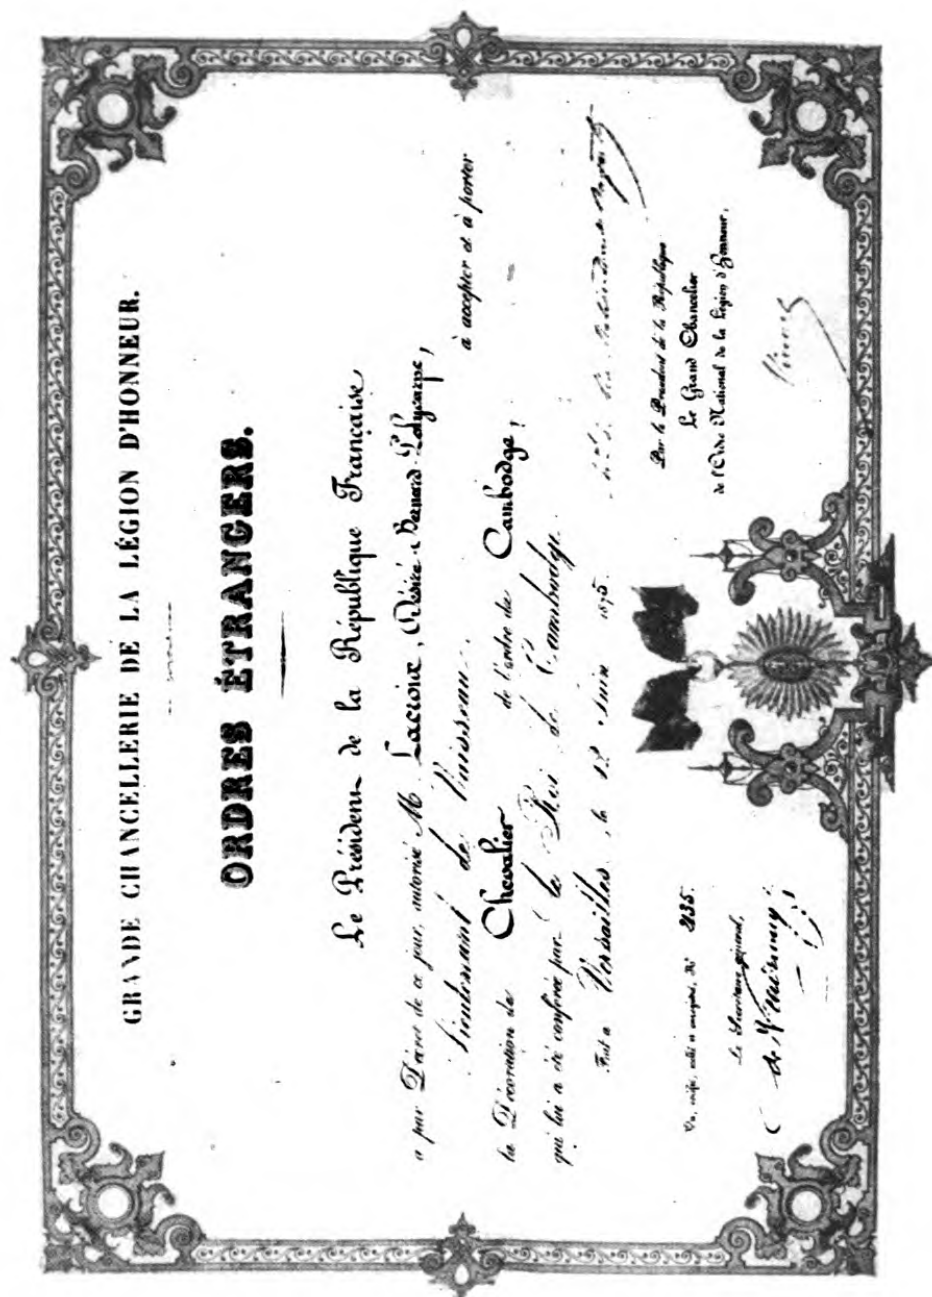 GRANDE CHANCELLERIE DE LA LÉGION D'HONNEUR.
ORDRES ÉTRANGERS.
Le Président de la République Française
a par Décret de ce jour, autorisé M. Lacroix, Désiré-Bernard-Polycarpe,
Lieutenant de Vaisseau à accepter et à porter
la Décoration de Chevalier de l'ordre du Cambodge,
qui lui a été conférée par le Roi de Cambodge.
Fait à Versailles, le 12 Juin 1875.
Vu, vérifié, scellé et enregistré, N° 2135.
Le Secrétaire général,
Par le Président de la République
Le Grand Chancelier
de l'Ordre National de la Légion d'Honneur,